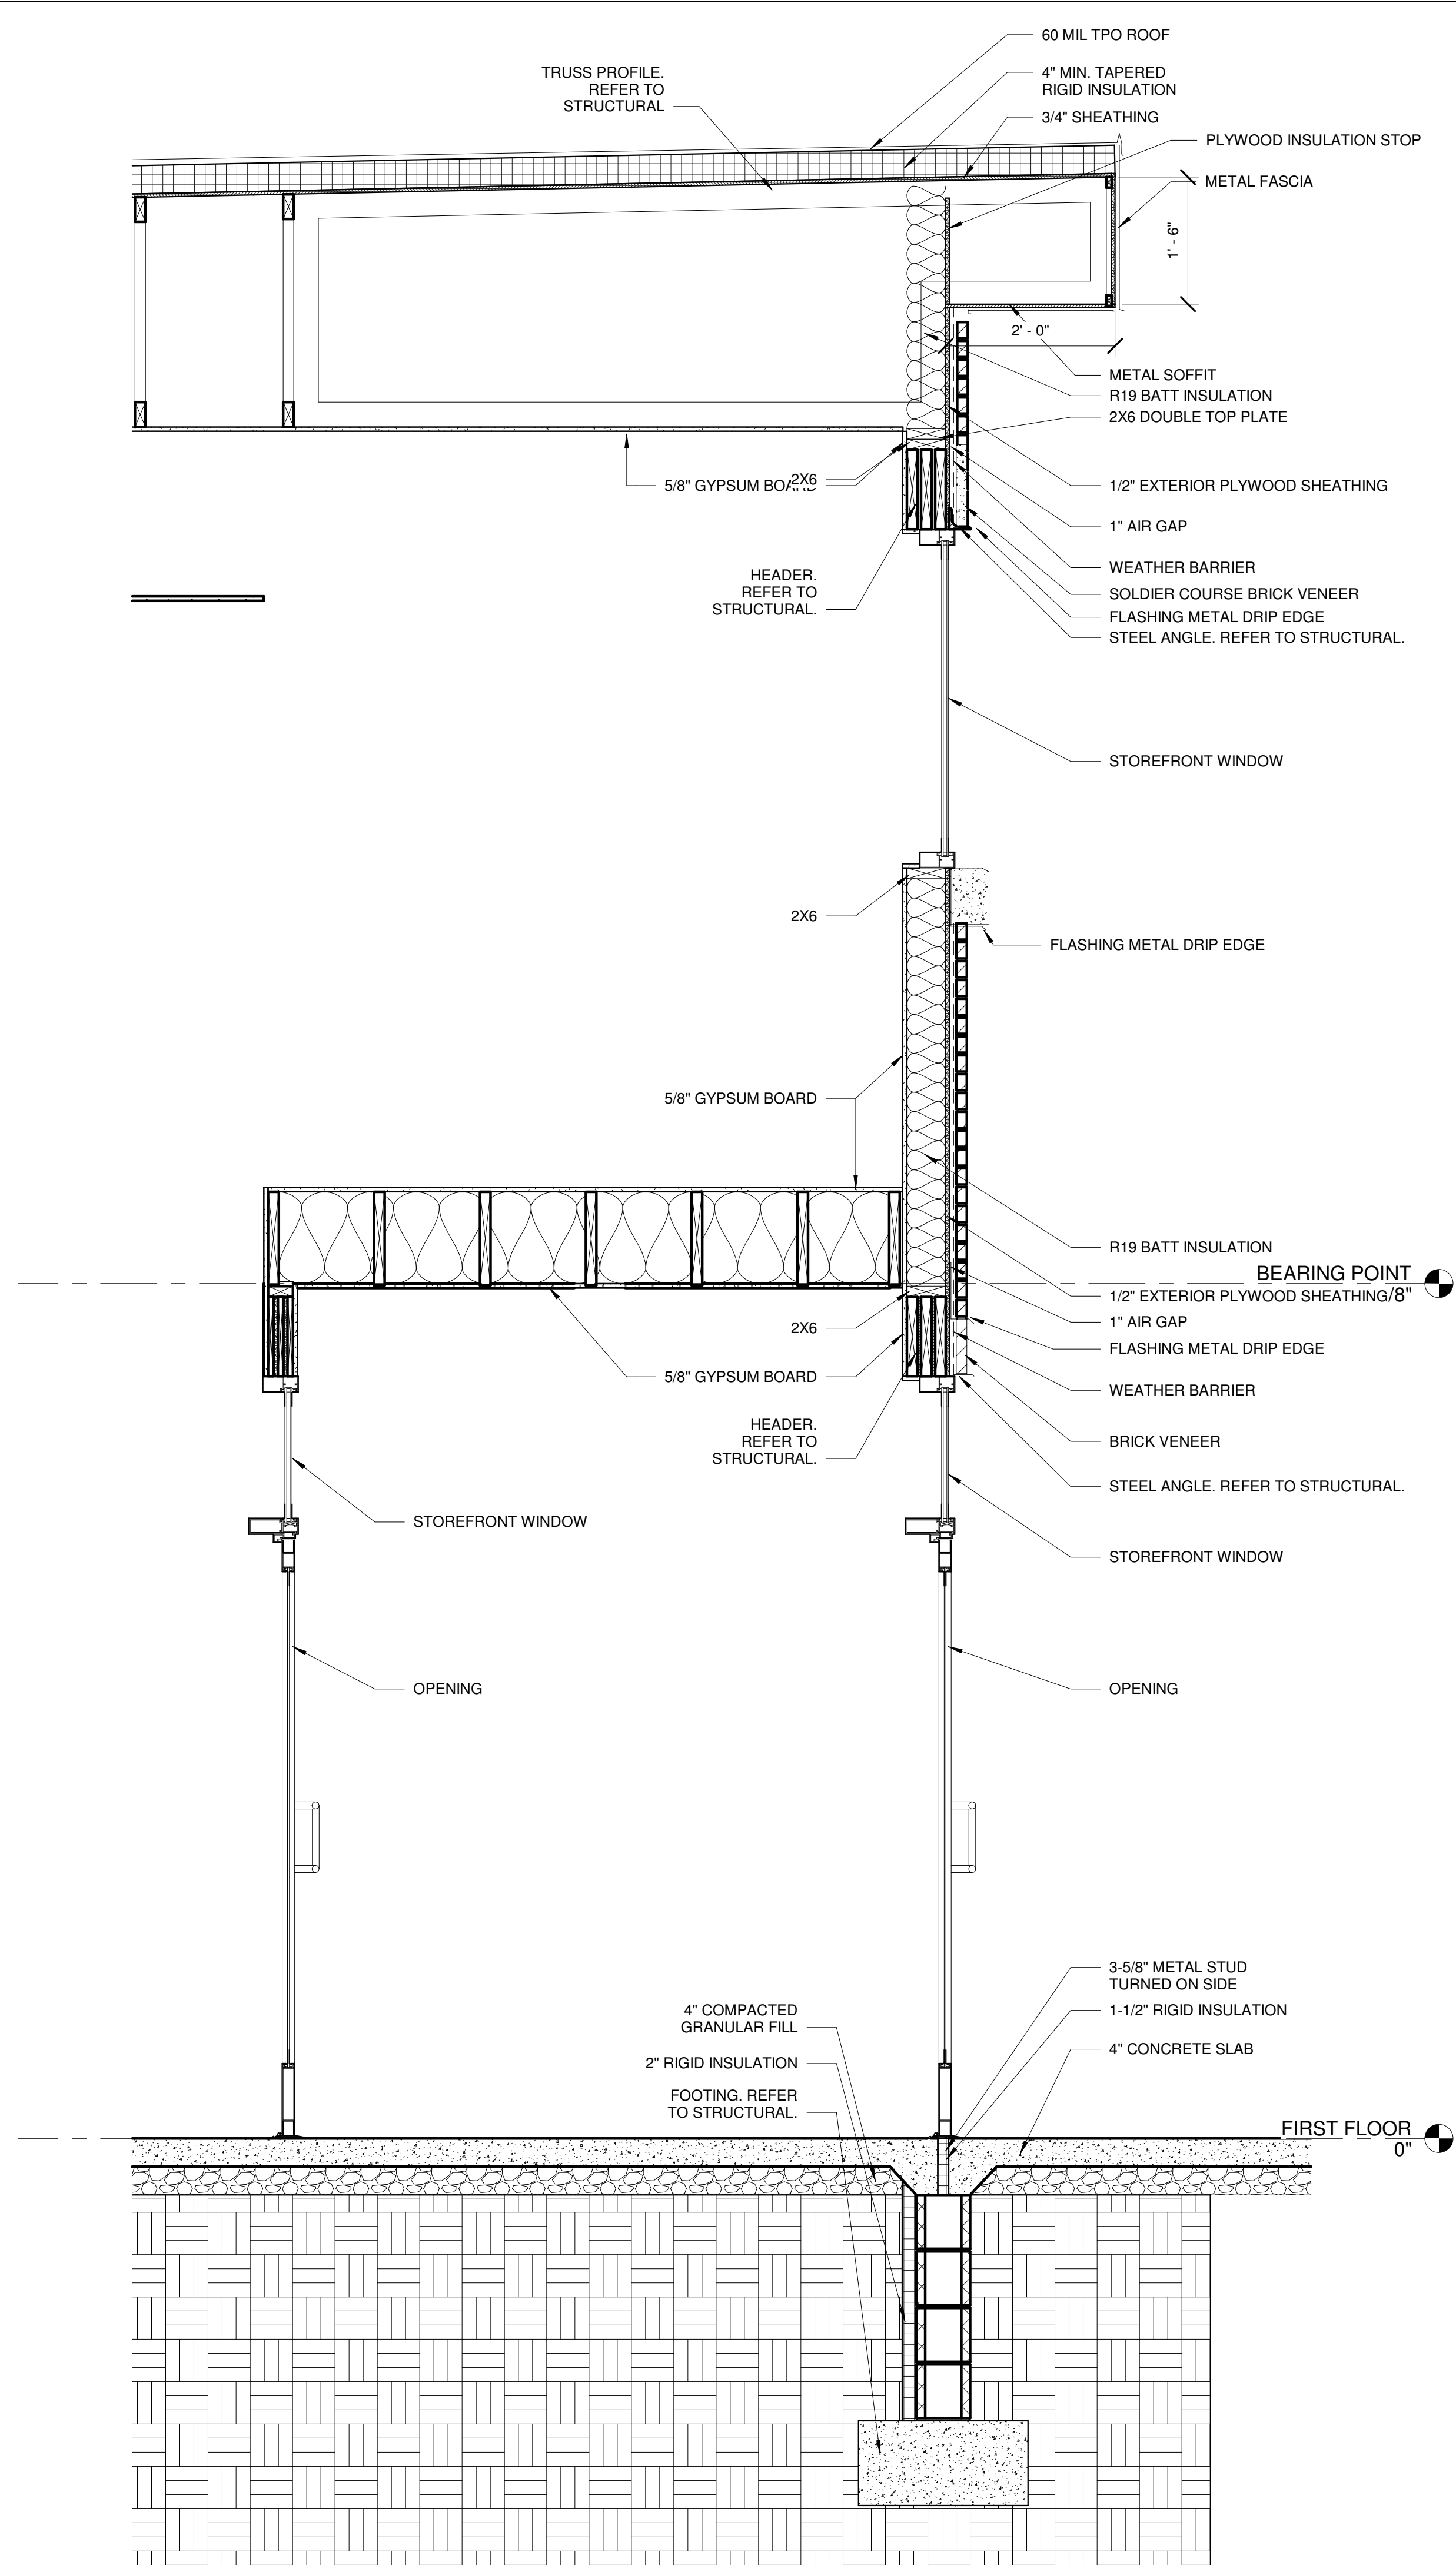 60 MIL TPO ROOF
TRUSS PROFILE.
REFER TO
STRUCTURAL
4" MIN. TAPERED
RIGID INSULATION
3/4" SHEATHING
PLYWOOD INSULATION STOP
METAL FASCIA
1' - 6"
2' - 0"
METAL SOFFIT
R19 BATT INSULATION
2X6 DOUBLE TOP PLATE
2X6
5/8" GYPSUM BOARD
1/2" EXTERIOR PLYWOOD SHEATHING
1" AIR GAP
WEATHER BARRIER
HEADER.
REFER TO
STRUCTURAL.
SOLDIER COURSE BRICK VENEER
FLASHING METAL DRIP EDGE
STEEL ANGLE. REFER TO STRUCTURAL.
STOREFRONT WINDOW
2X6
FLASHING METAL DRIP EDGE
5/8" GYPSUM BOARD
R19 BATT INSULATION
BEARING POINT
1/2" EXTERIOR PLYWOOD SHEATHING/8"
1" AIR GAP
2X6
FLASHING METAL DRIP EDGE
5/8" GYPSUM BOARD
WEATHER BARRIER
HEADER.
REFER TO
STRUCTURAL.
BRICK VENEER
STEEL ANGLE. REFER TO STRUCTURAL.
STOREFRONT WINDOW
STOREFRONT WINDOW
OPENING
OPENING
3-5/8" METAL STUD
TURNED ON SIDE
4" COMPACTED
GRANULAR FILL
1-1/2" RIGID INSULATION
4" CONCRETE SLAB
2" RIGID INSULATION
FOOTING. REFER
TO STRUCTURAL.
FIRST FLOOR
0"